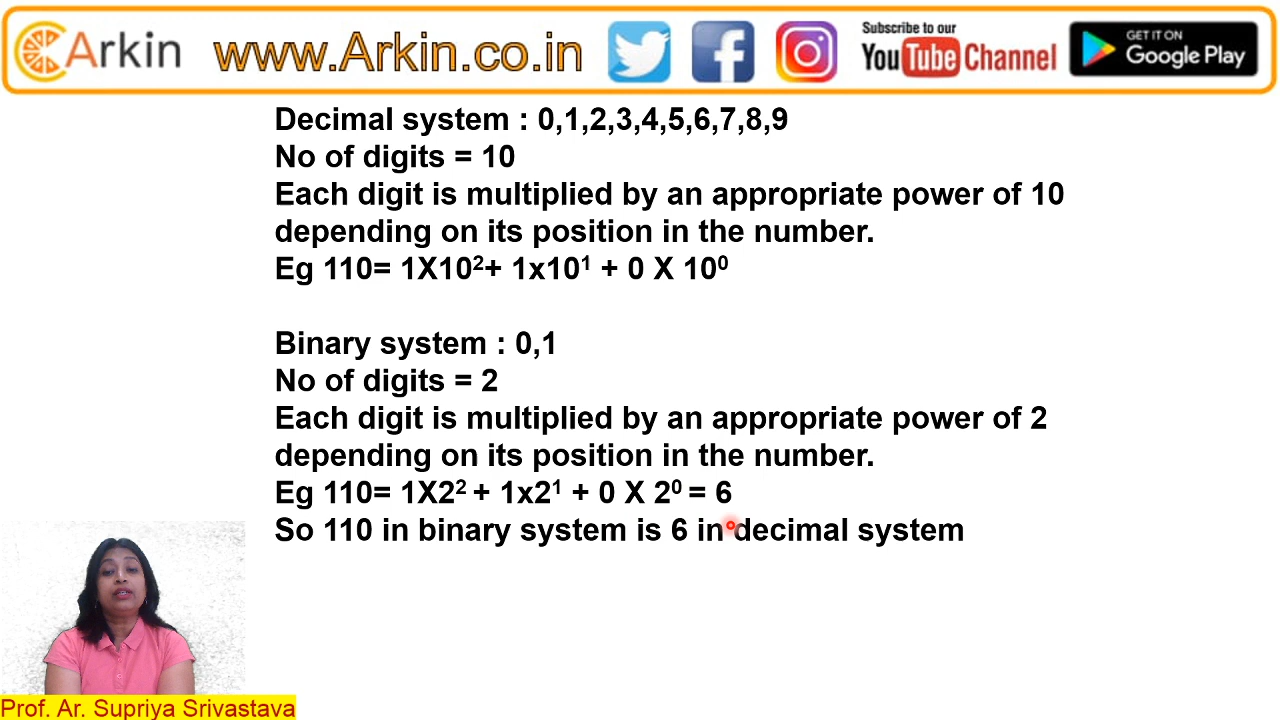 Arkin www.Arkin.co.in Subscribe to our YouTube Channel GET IT ON Google Play
Decimal system : 0,1,2,3,4,5,6,7,8,9
No of digits = 10
Each digit is multiplied by an appropriate power of 10
depending on its position in the number.
Eg 110= 1X10²+ 1x10¹ + 0 X 10⁰
Binary system : 0,1
No of digits = 2
Each digit is multiplied by an appropriate power of 2
depending on its position in the number.
Eg 110= 1X2² + 1x2¹ + 0 X 2⁰ = 6
So 110 in binary system is 6 in decimal system
Prof. Ar. Supriya Srivastava